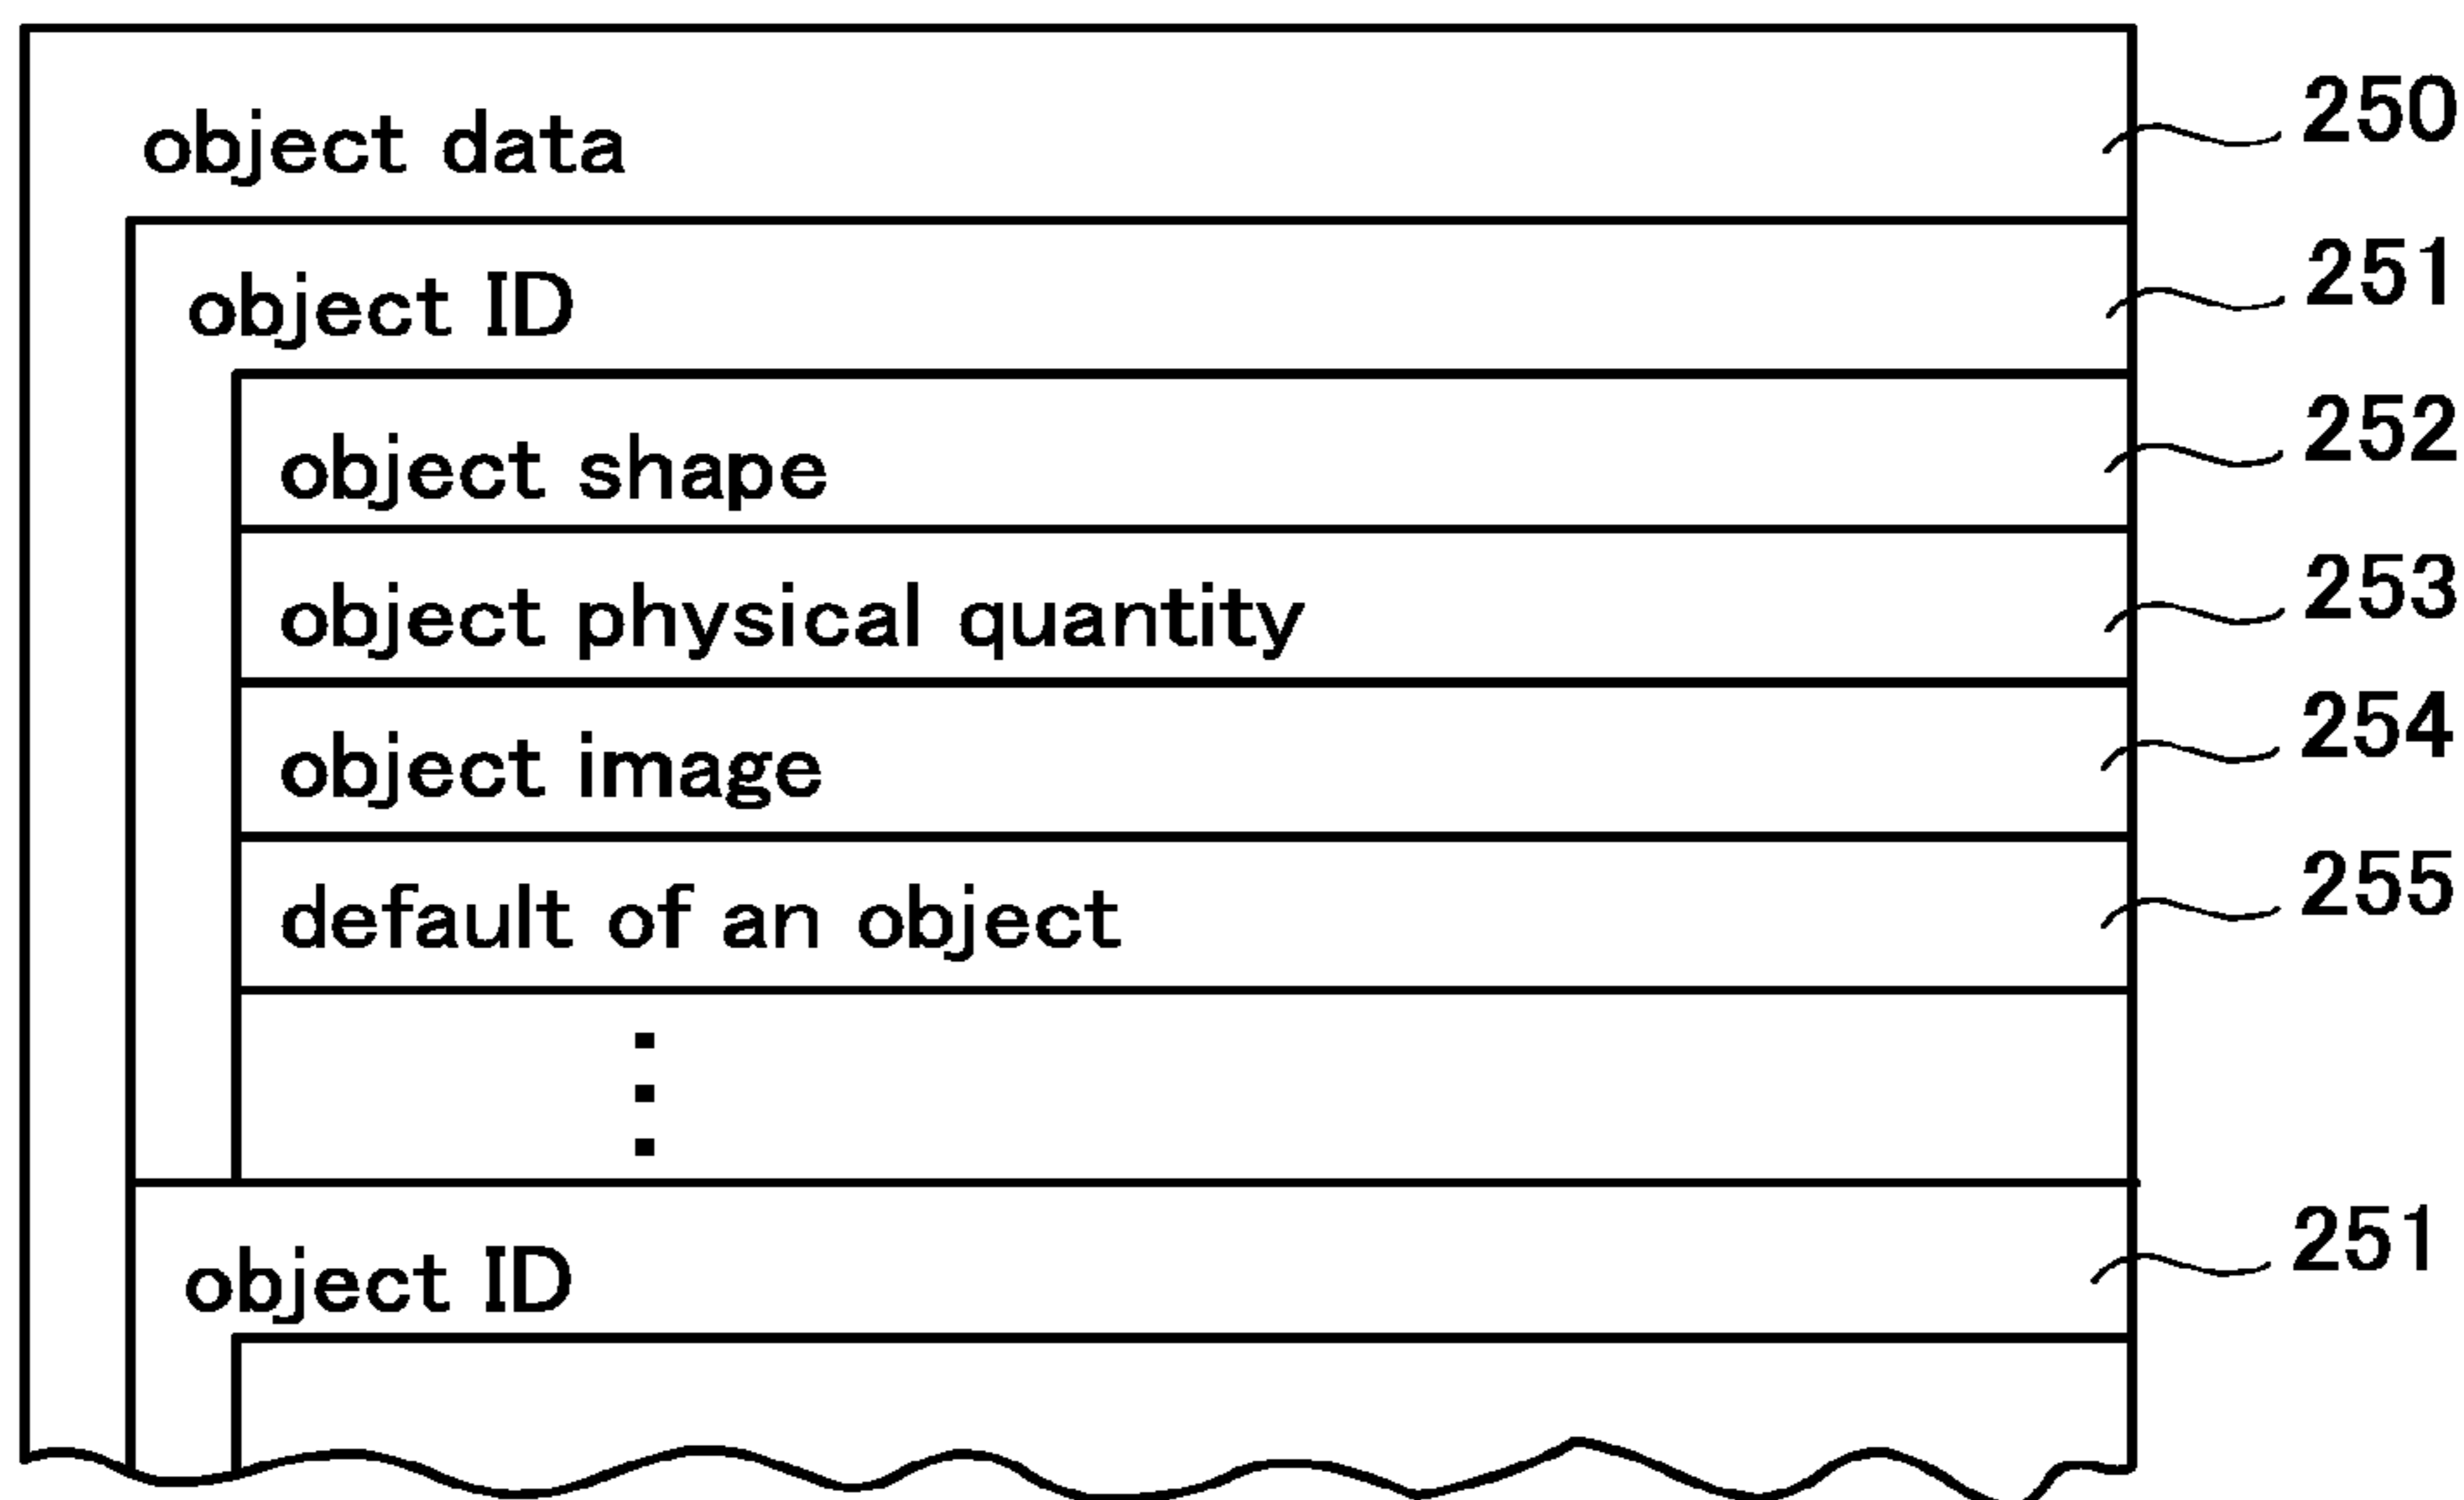 object data 250
object ID 251
object shape 252
object physical quantity 253
object image 254
default of an object 255
object ID 251